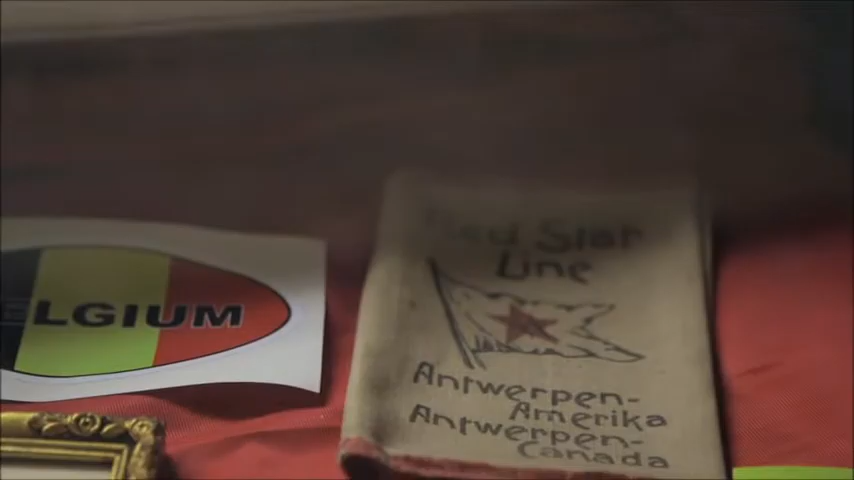 ELGIUM
Red Star
Line
Antwerpen-
Amerika
Antwerpen-
Canada